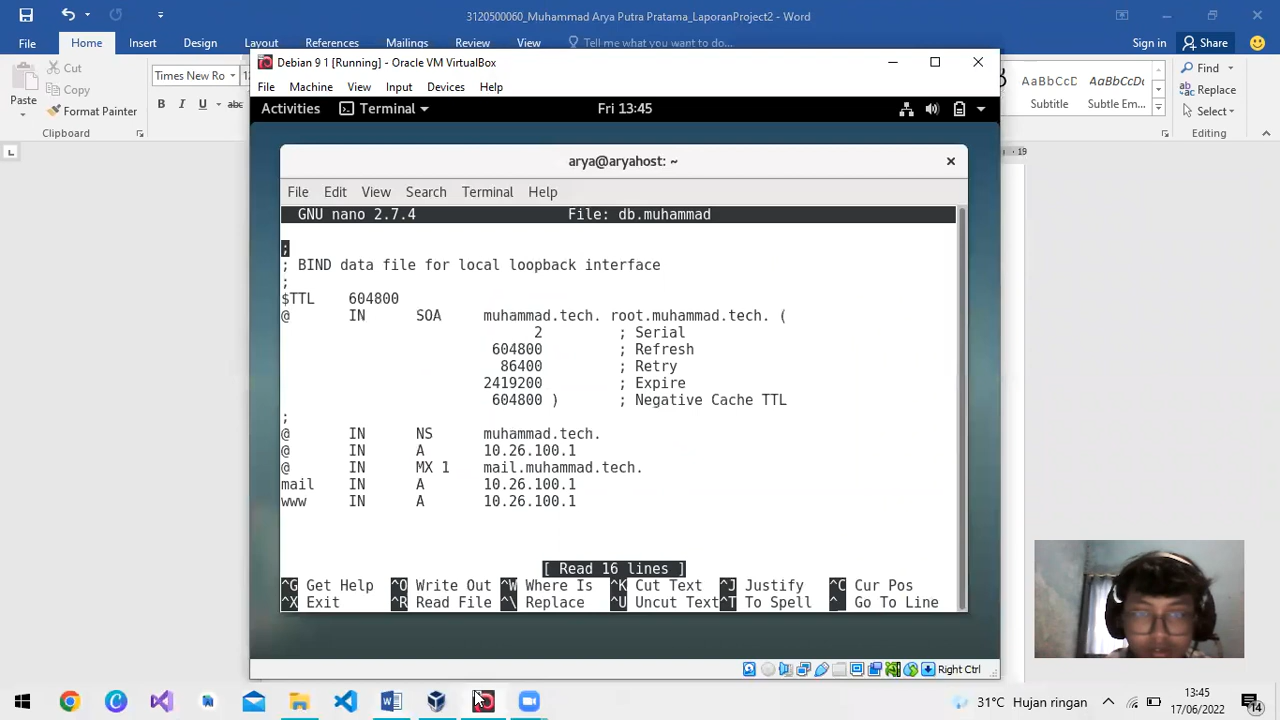 3120500060_Muhammad Arya Putra Pratama_LaporanProject2 - Word
File Home Insert Design Layout References Mailings Review View Tell me what you want to do... Sign in Share
Debian 9 1 [Running] - Oracle VM VirtualBox
File Machine View Input Devices Help
Cut
Copy
Format Painter
Paste
Clipboard
Times New Ro
B I U abc
AaBbCcD AaBbCcDt
Subtitle Subtle Em...
Find
Replace
Select
Editing
19
Activities Terminal Fri 13:45
arya@aryahost: ~
File Edit View Search Terminal Help
GNU nano 2.7.4 File: db.muhammad
;
; BIND data file for local loopback interface
;
$TTL 604800
@ IN SOA muhammad.tech. root.muhammad.tech. (
2 ; Serial
604800 ; Refresh
86400 ; Retry
2419200 ; Expire
604800 ) ; Negative Cache TTL
;
@ IN NS muhammad.tech.
@ IN A 10.26.100.1
@ IN MX 1 mail.muhammad.tech.
mail IN A 10.26.100.1
www IN A 10.26.100.1
[ Read 16 lines ]
^G Get Help ^O Write Out ^W Where Is ^K Cut Text ^J Justify ^C Cur Pos
^X Exit ^R Read File ^\ Replace ^U Uncut Text ^T To Spell ^_ Go To Line
Right Ctrl
31°C Hujan ringan
13:45
17/06/2022
14